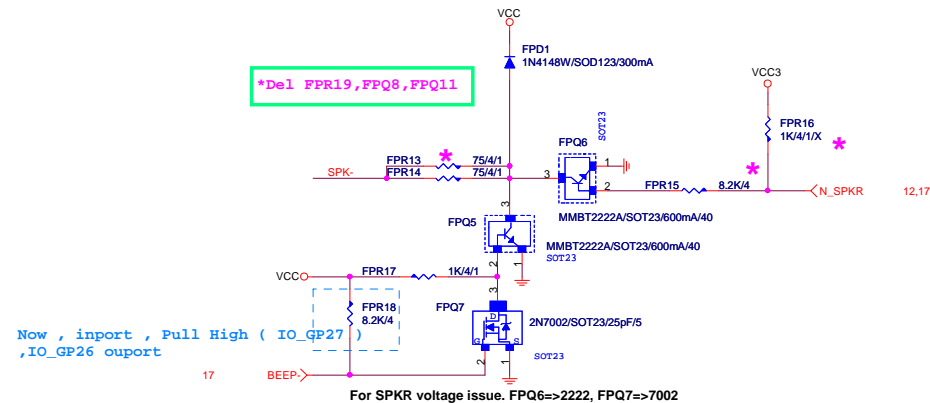 VCC
FPD1
1N4148W/SOD123/300mA
*Del FPR19,FPQ8,FPQ11
VCC3
FPR16
1K/4/1/X
*
SOT23
FPQ6
FPR13 * 75/4/1
SPK- FPR14 75/4/1
3 1
2
FPR15 8.2K/4
*
N_SPKR 12,17
MMBT2222A/SOT23/600mA/40
3
FPQ5
MMBT2222A/SOT23/600mA/40
SOT23
2 1
VCC FPR17 1K/4/1
3
FPR18
8.2K/4
FPQ7
D
G S
2N7002/SOT23/25pF/5
SOT23
2 1
Now , inport , Pull High ( IO_GP27 )
,IO_GP26 ouport
17 BEEP-
For SPKR voltage issue. FPQ6=>2222, FPQ7=>7002